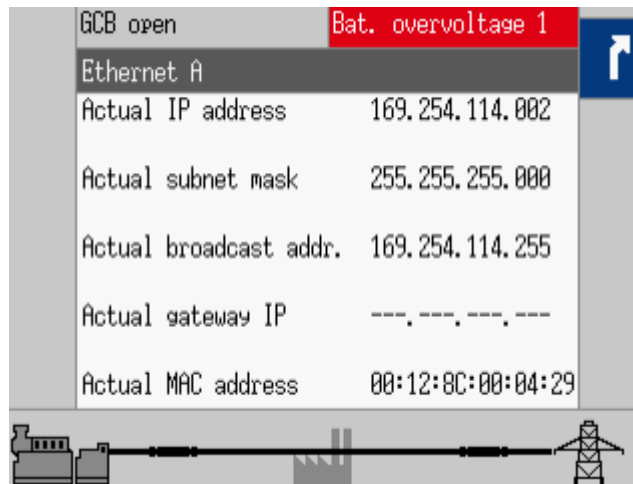 GCB open Bat. overvoltage 1
Ethernet A
Actual IP address 169.254.114.002
Actual subnet mask 255.255.255.000
Actual broadcast addr. 169.254.114.255
Actual gateway IP ---.---.---.---
Actual MAC address 00:12:8C:00:04:29